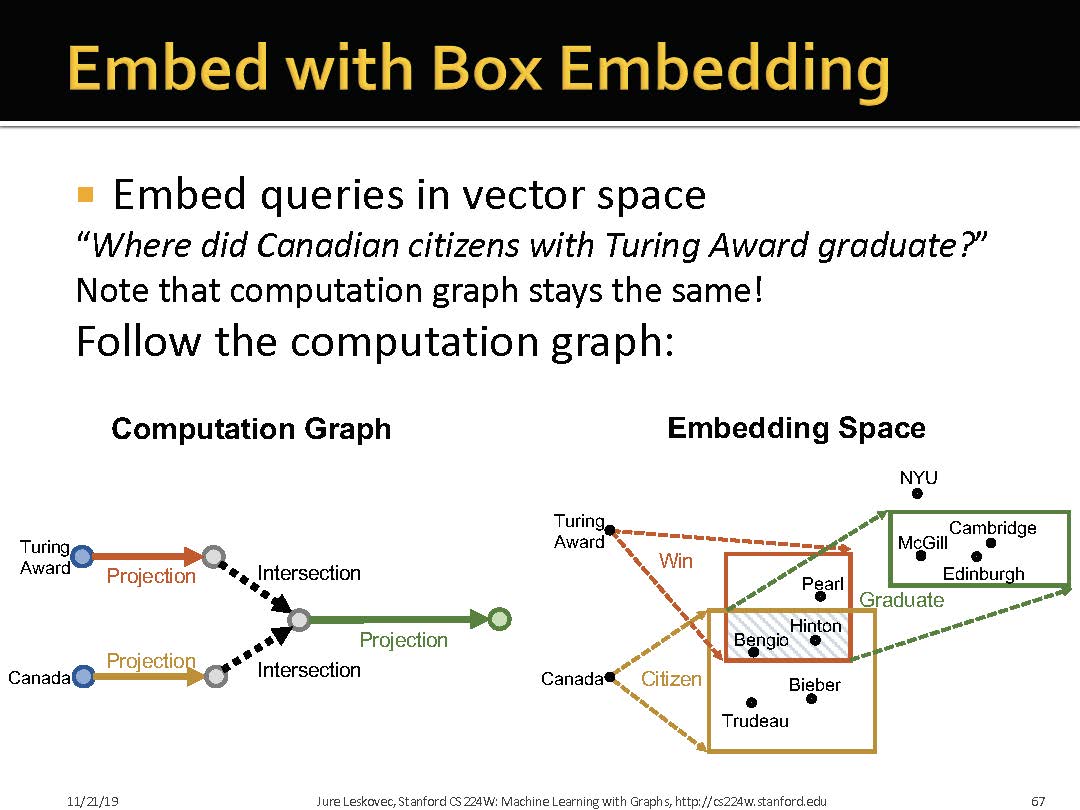 Embed with Box Embedding
Embed queries in vector space
“Where did Canadian citizens with Turing Award graduate?”
Note that computation graph stays the same!
Follow the computation graph:
Computation Graph
Turing
Award
Projection
Intersection
Projection
Canada
Projection
Intersection
Embedding Space
NYU
Turing
Award
Win
Cambridge
McGill
Edinburgh
Pearl
Graduate
Hinton
Bengio
Canada
Citizen
Bieber
Trudeau
11/21/19
Jure Leskovec, Stanford CS224W: Machine Learning with Graphs, http://cs224w.stanford.edu
67